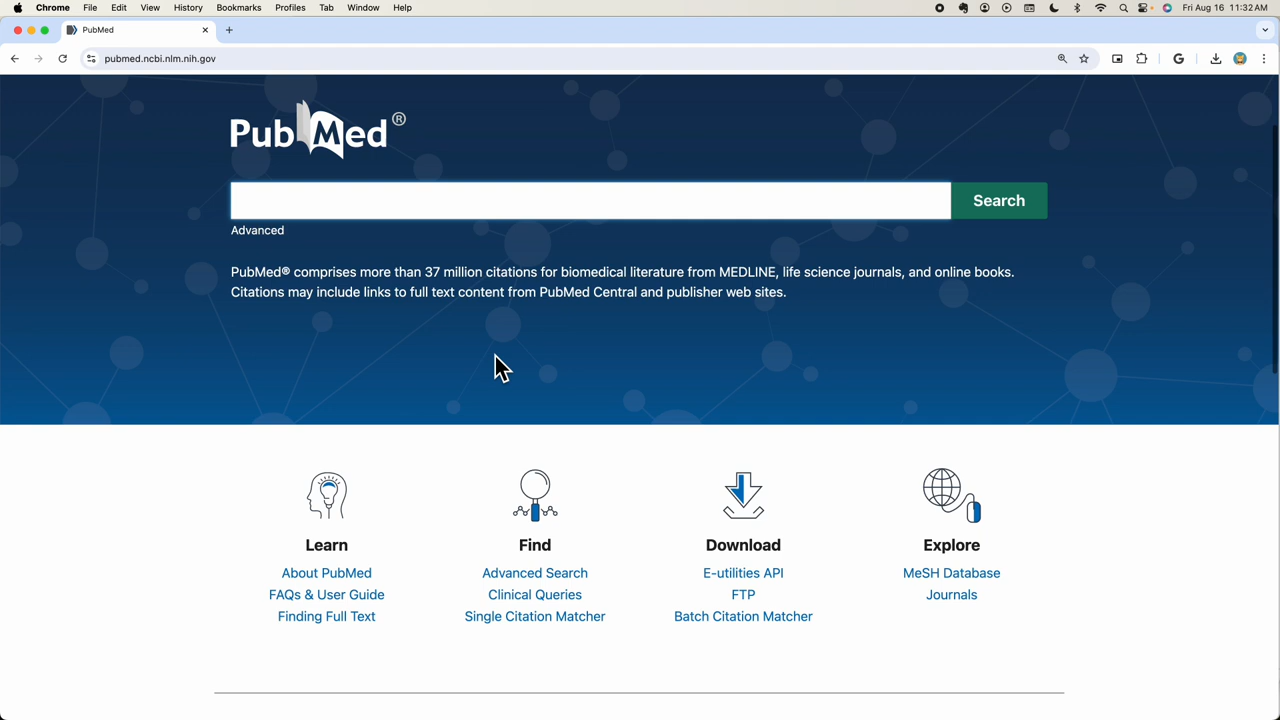 Chrome File Edit View History Bookmarks Profiles Tab Window Help Fri Aug 16 11:32 AM
PubMed
pubmed.ncbi.nlm.nih.gov
PubMed®
Search
Advanced
PubMed® comprises more than 37 million citations for biomedical literature from MEDLINE, life science journals, and online books.
Citations may include links to full text content from PubMed Central and publisher web sites.
Learn
About PubMed
FAQs & User Guide
Finding Full Text
Find
Advanced Search
Clinical Queries
Single Citation Matcher
Download
E-utilities API
FTP
Batch Citation Matcher
Explore
MeSH Database
Journals